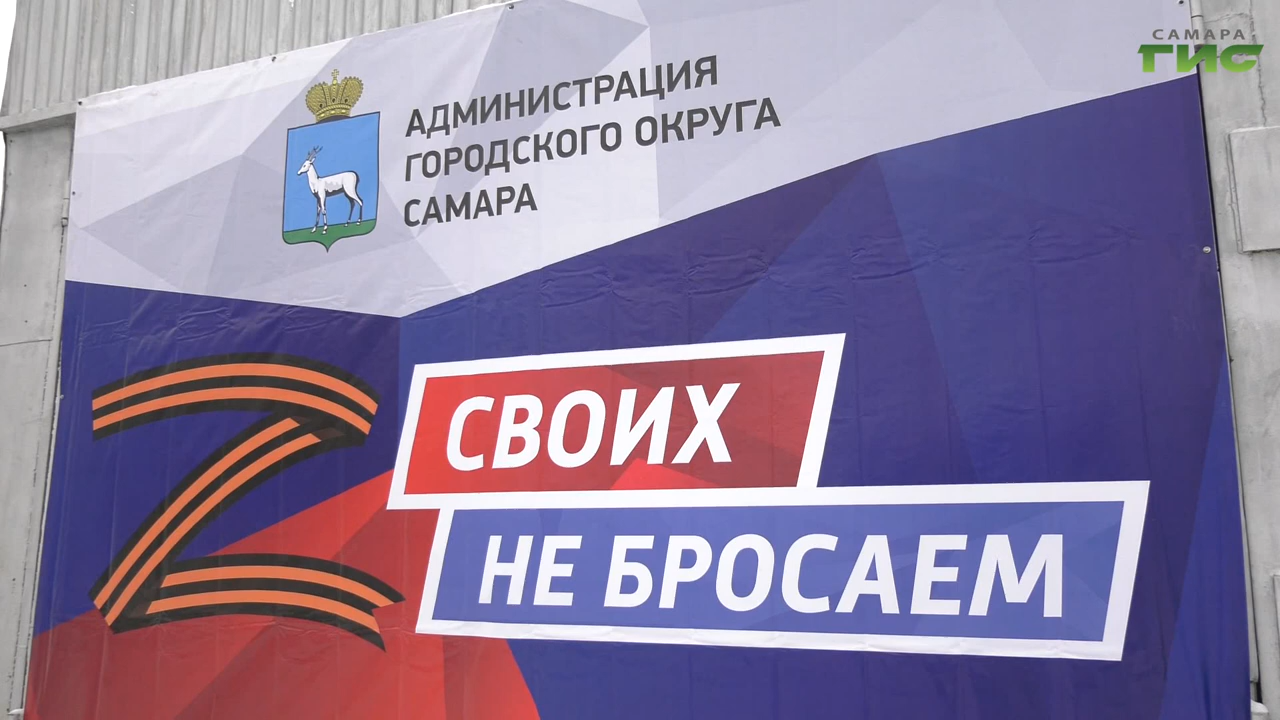 САМАРА
ГИС
АДМИНИСТРАЦИЯ
ГОРОДСКОГО ОКРУГА
САМАРА
Z
СВОИХ
НЕ БРОСАЕМ